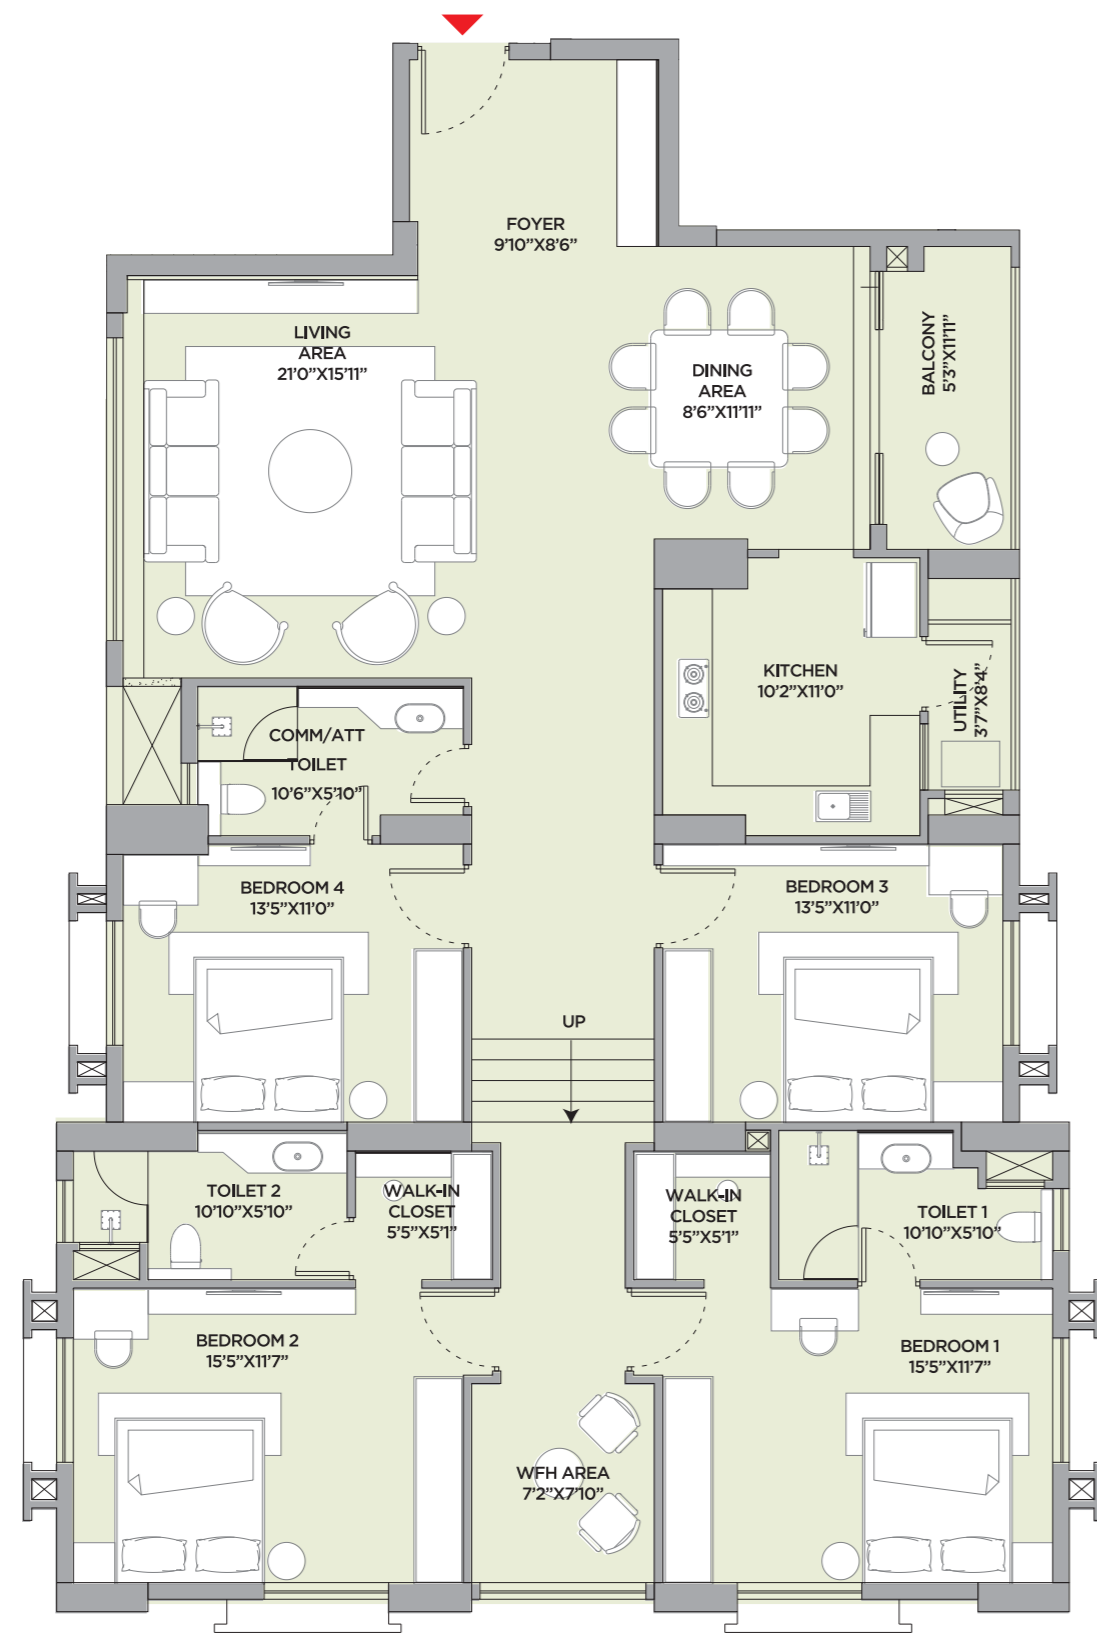 FOYER
9'10”X8'6”
LIVING
AREA
21'0”X15'11”
DINING
AREA
8'6”X11'11”
BALCONY
5'3”X11'11”
KITCHEN
10'2”X11'0”
UTILITY
3'7”X8'4”
COMM/ATT
TOILET
10'6”X5'10”
BEDROOM 4
13'5”X11'0”
BEDROOM 3
13'5”X11'0”
UP
TOILET 2
10'10”X5'10”
WALK-IN
CLOSET
5'5”X5'1”
WALK-IN
CLOSET
5'5”X5'1”
TOILET 1
10'10”X5'10”
BEDROOM 2
15'5”X11'7”
BEDROOM 1
15'5”X11'7”
WFH AREA
7'2”X7'10”